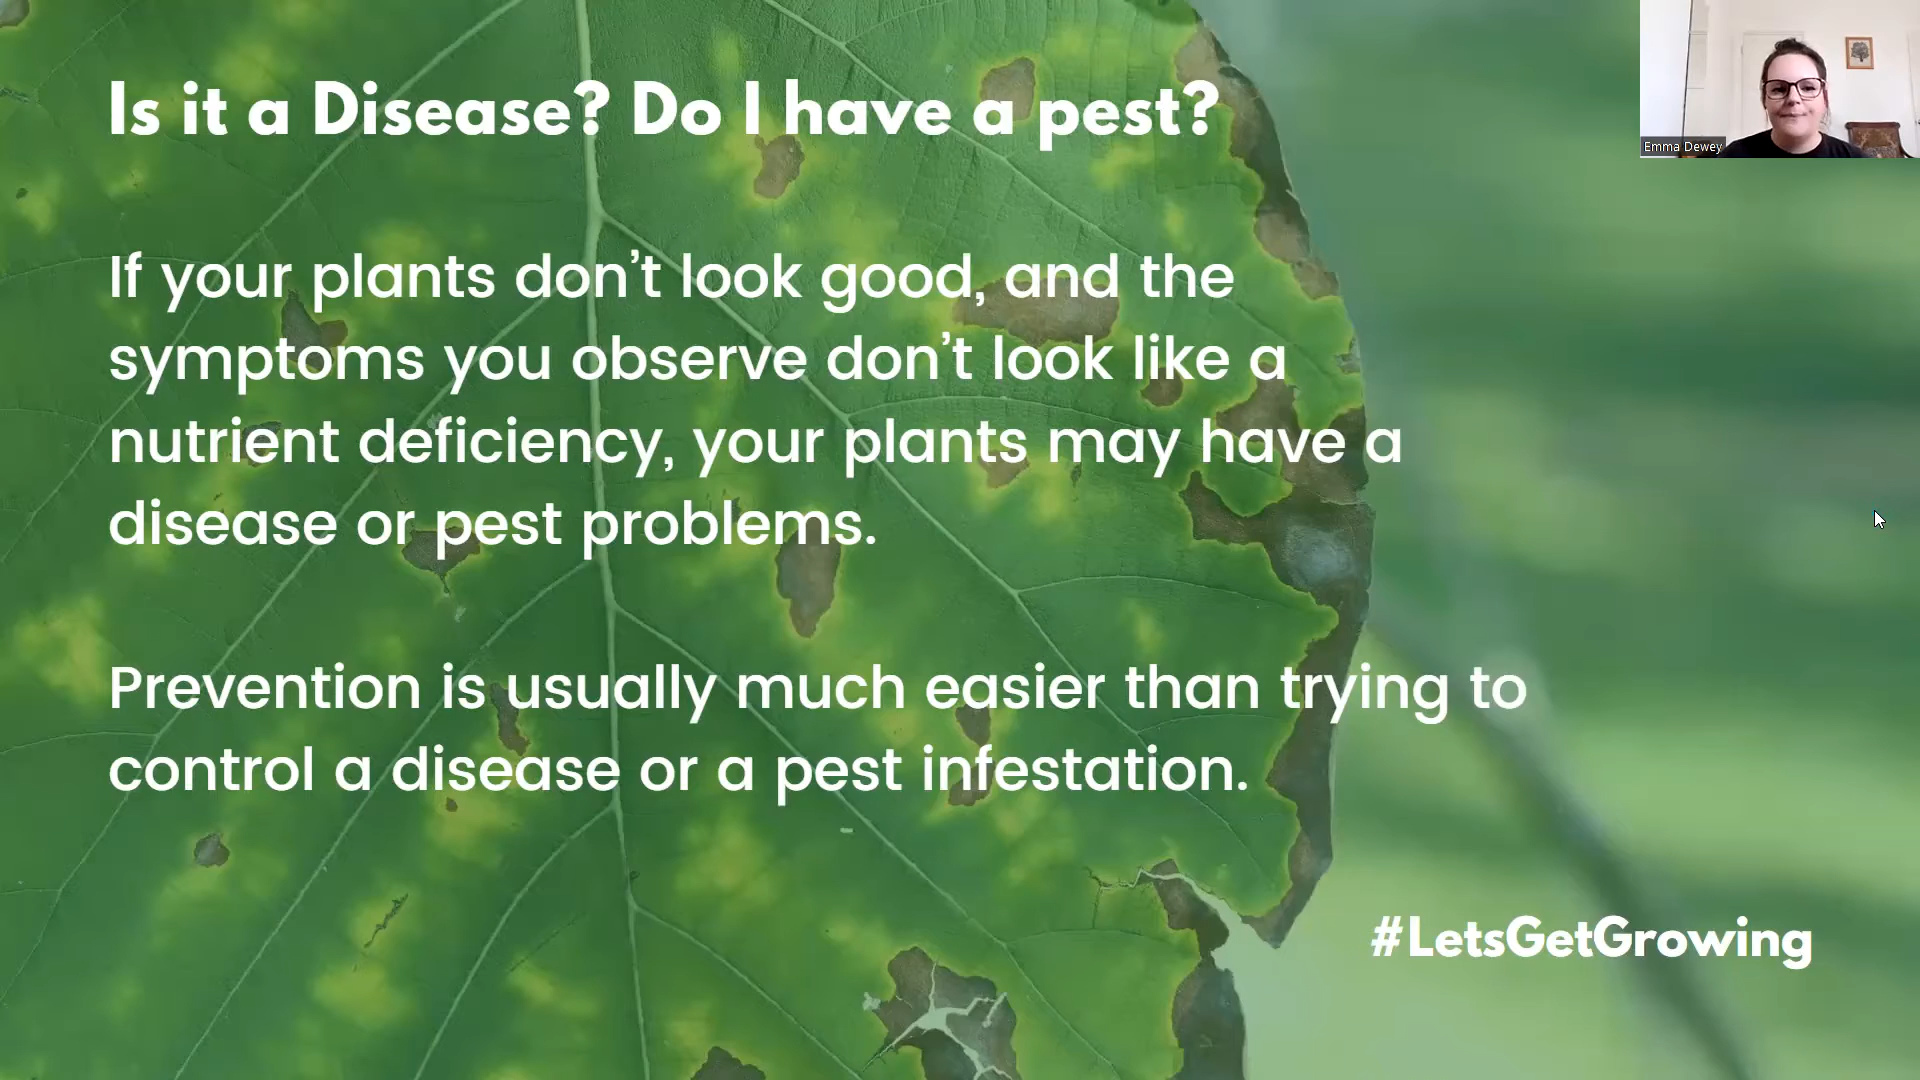 Is it a Disease? Do I have a pest?
Emma Dewey
If your plants don’t look good, and the
symptoms you observe don’t look like a
nutrient deficiency, your plants may have a
disease or pest problems.
Prevention is usually much easier than trying to
control a disease or a pest infestation.
#LetsGetGrowing